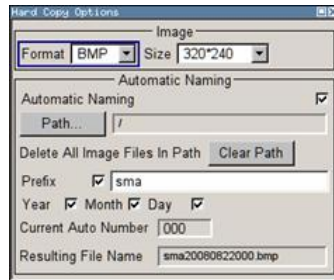 Hard Copy Options
Image
Format BMP Size 320*240
Automatic Naming
Automatic Naming
Path... /
Delete All Image Files In Path Clear Path
Prefix sma
Year Month Day
Current Auto Number 000
Resulting File Name sma20080822000.bmp